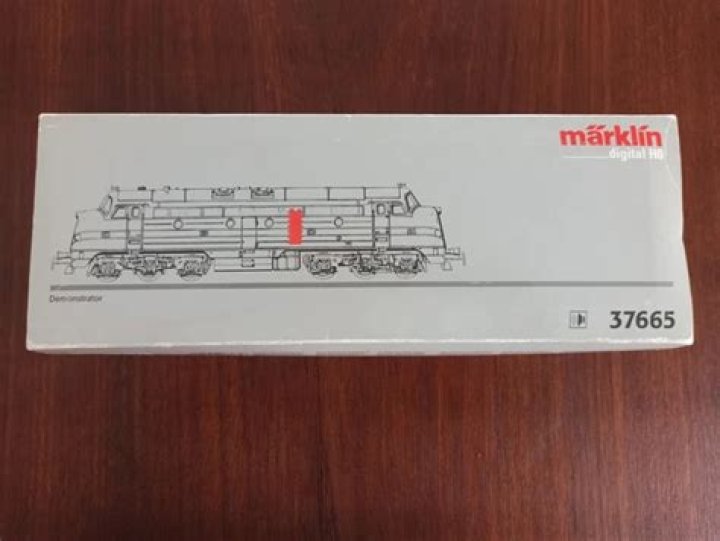 märklin
digital H0
Demonstrator
37665